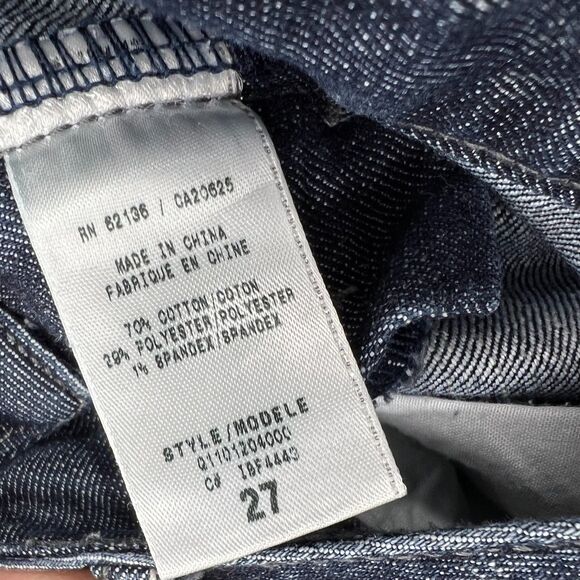 RN 62136 / CA20625
MADE IN CHINA
FABRIQUE EN CHINE
70% COTTON/COTON
29% POLYESTER/POLYESTER
1% SPANDEX/SPANDEX
STYLE/MODELE
Q1101204000
C# IBF4443
27